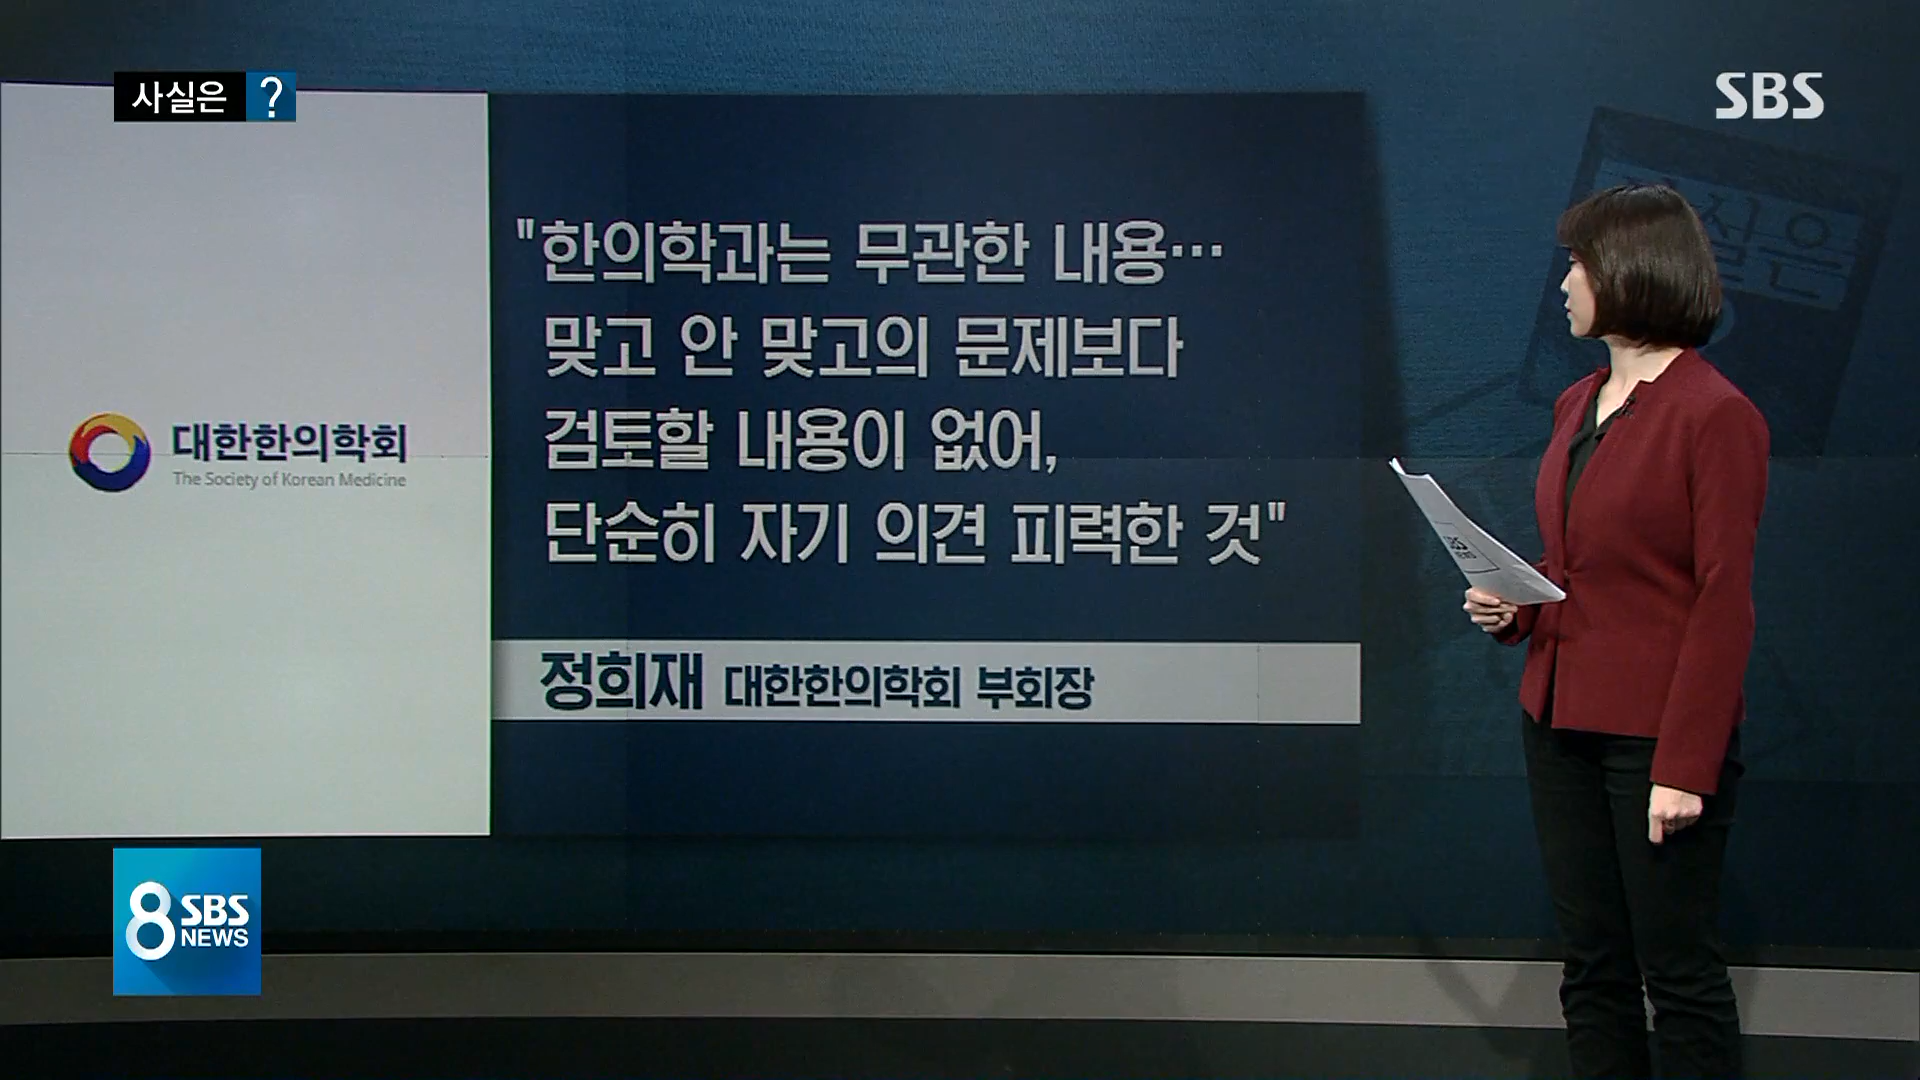 사실은 ?
SBS
"한의학과는 무관한 내용…
맞고 안 맞고의 문제보다
검토할 내용이 없어,
단순히 자기 의견 피력한 것"
대한한의학회
The Society of Korean Medicine
정희재 대한한의학회 부회장
8 SBS NEWS
사실은